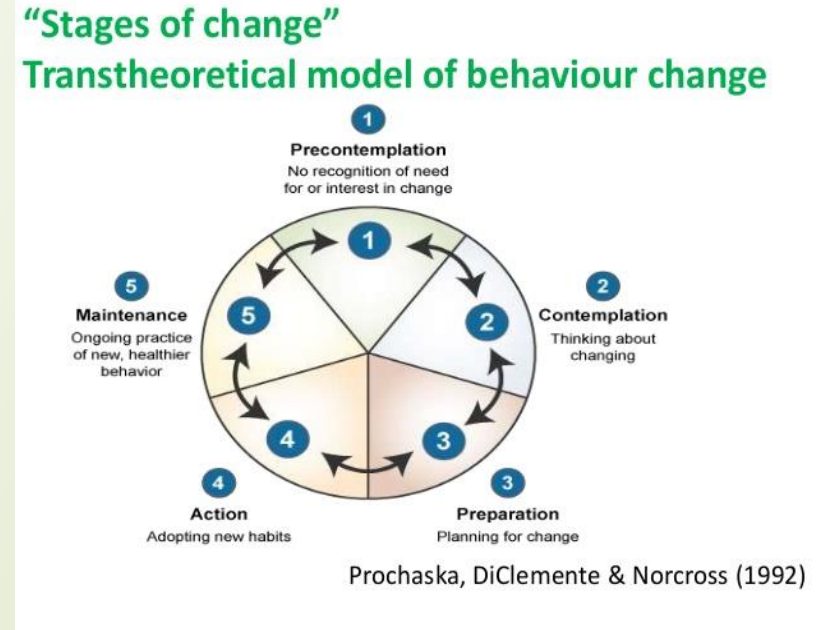 “Stages of change”
Transtheoretical model of behaviour change
1
Precontemplation
No recognition of need
for or interest in change
1
5
Maintenance
Ongoing practice
of new, healthier
behavior
5
2
2
Contemplation
Thinking about
changing
4
3
4
Action
Adopting new habits
3
Preparation
Planning for change
Prochaska, DiClemente & Norcross (1992)